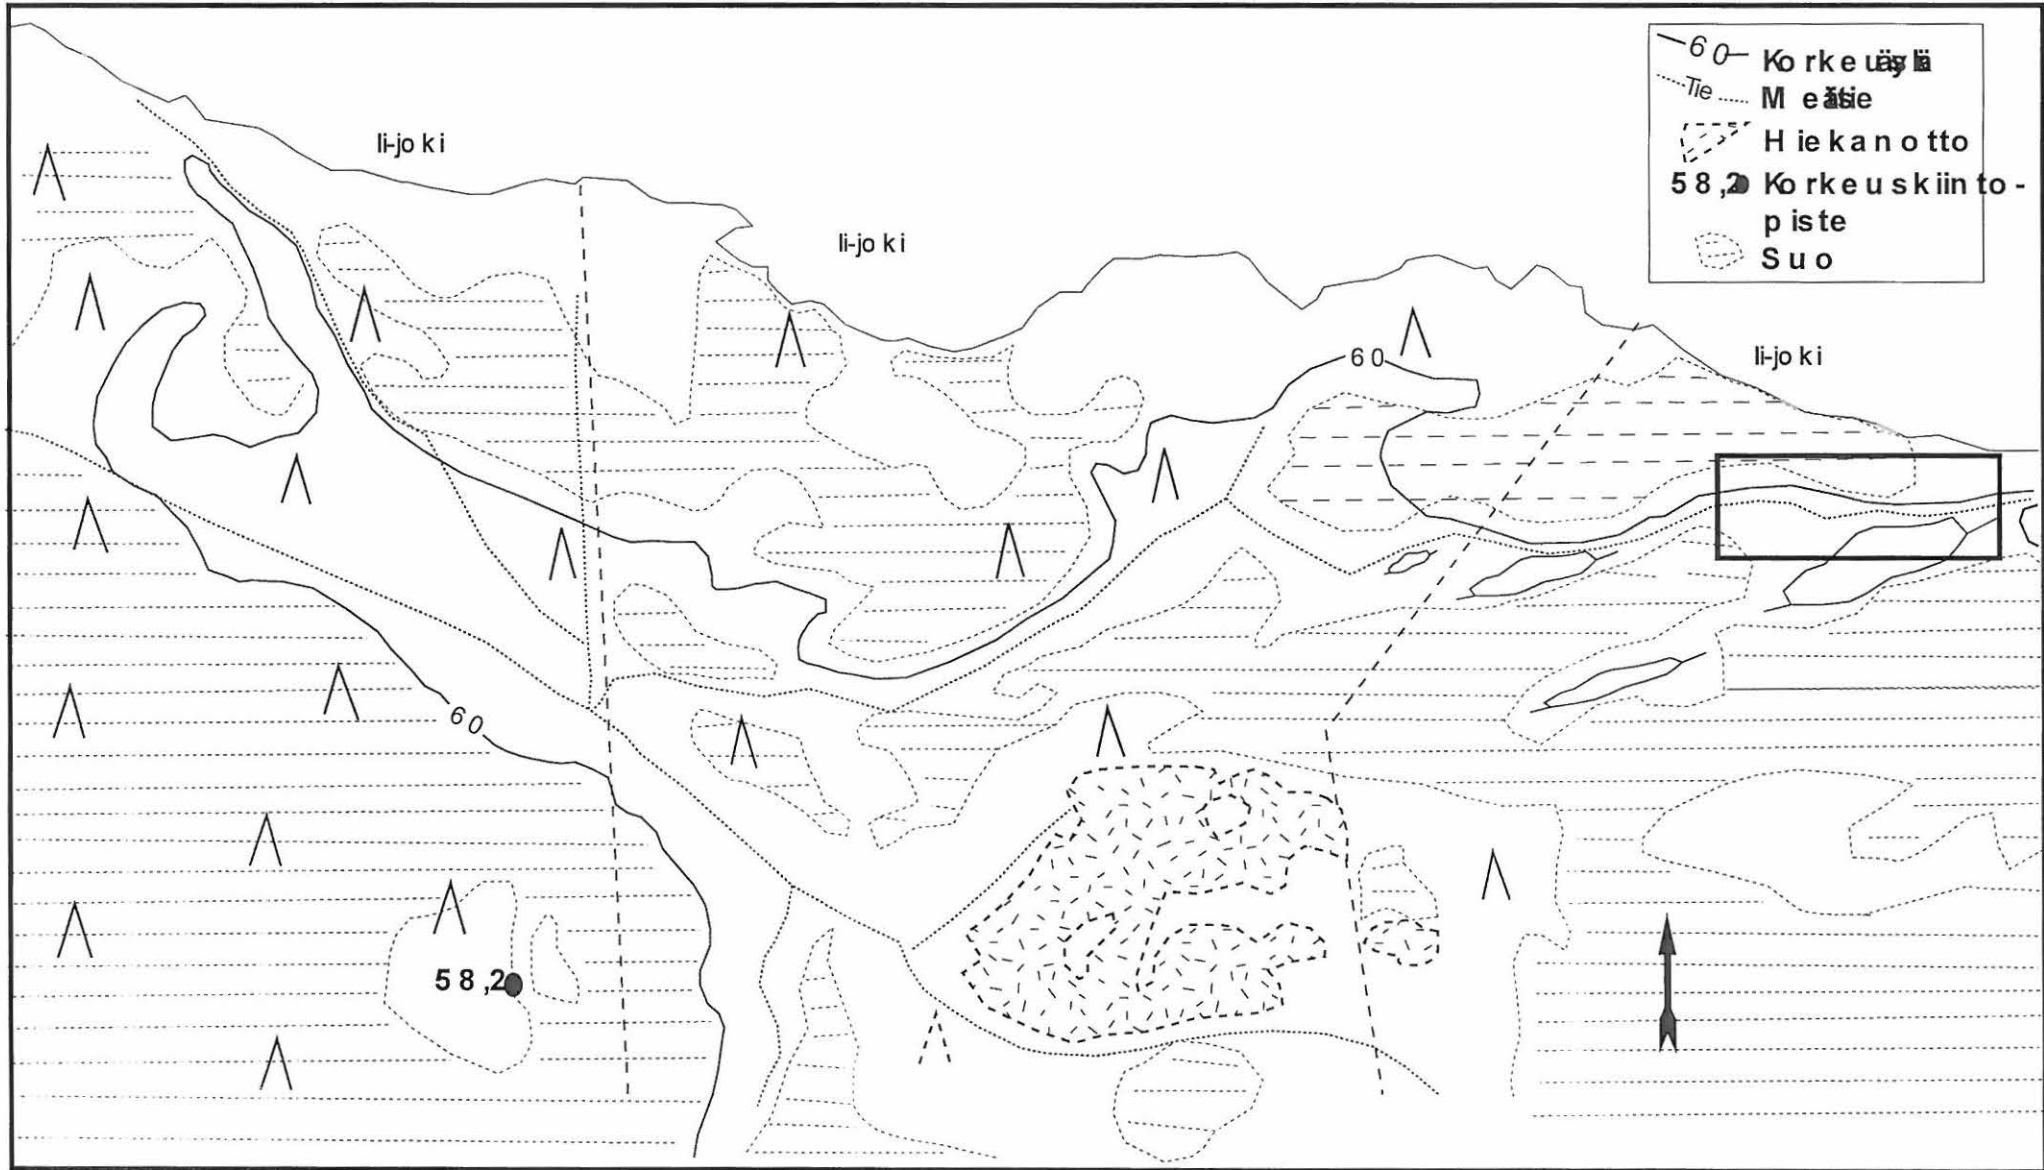 60
Tie
Hiekanotto
58,2 Korkeuskiinto-
piste
Suo
Ii-joki
Ii-joki
Ii-joki
60
60
58,2